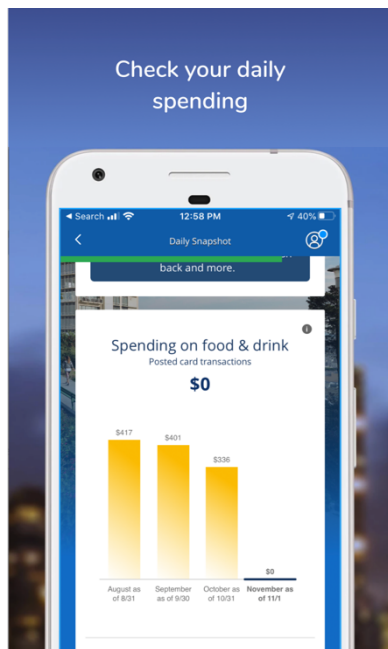 Check your daily
spending
Search
12:58 PM
40%
Daily Snapshot
back and more.
Spending on food & drink
Posted card transactions
$0
$417
$401
$336
$0
August as
of 8/31
September
as of 9/30
October as
of 10/31
November as
of 11/1